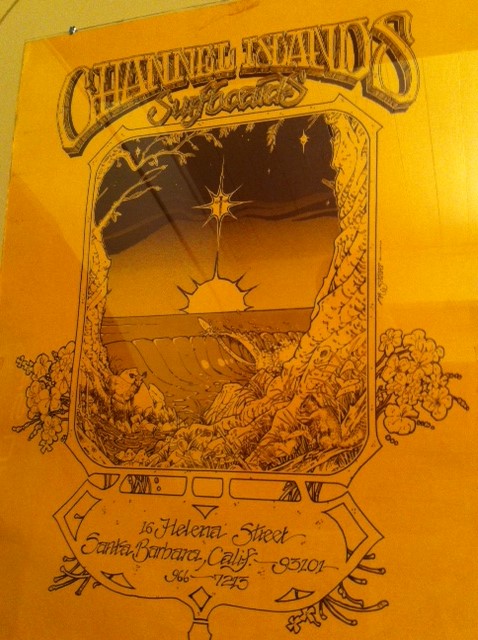 CHANNEL ISLANDS
Surfboards
16 Helena Street
Santa Barbara, Calif. 93101
966-7213